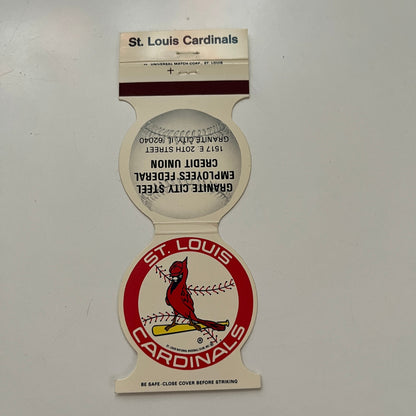 St. Louis Cardinals
UNIVERSAL MATCH CORP., ST. LOUIS
GRANITE CITY STEEL
EMPLOYEES FEDERAL
CREDIT UNION
1517 E. 20TH STREET
GRANITE CITY, IL 62040
ST. LOUIS
CARDINALS
®
BE SAFE-CLOSE COVER BEFORE STRIKING